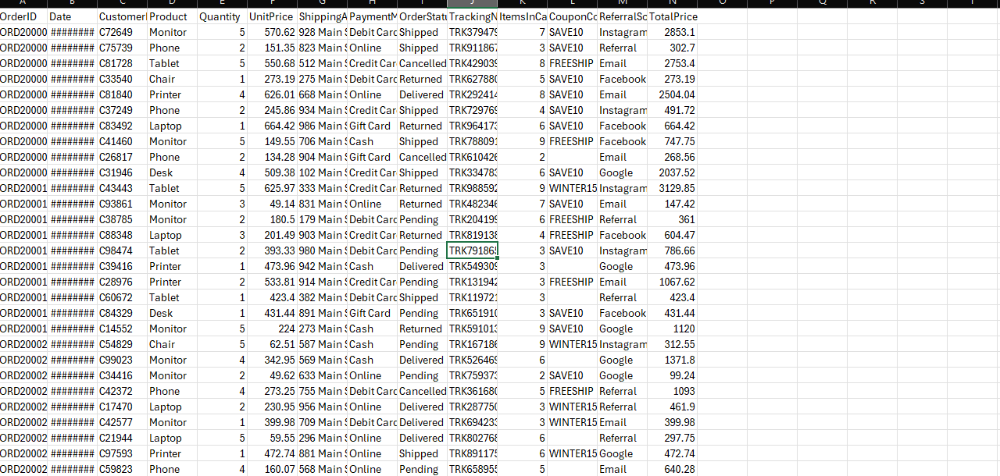 A B C D E F G H I J K L M N O P Q R S T
OrderID Date Customer Product Quantity UnitPrice ShippingA PaymentM OrderStatu TrackingN ItemsInCa CouponCo ReferralSo TotalPrice
ORD20000 ######## C72649 Monitor 5 570.62 928 Main S Debit Card Shipped TRK379479 7 SAVE10 Instagram 2853.1
ORD20000 ######## C75739 Phone 2 151.35 823 Main S Online Shipped TRK911867 3 SAVE10 Referral 302.7
ORD20000 ######## C81728 Tablet 5 550.68 512 Main S Credit Car Cancelled TRK429039 8 FREESHIP Email 2753.4
ORD20000 ######## C33540 Chair 1 273.19 275 Main S Debit Card Returned TRK627880 5 SAVE10 Facebook 273.19
ORD20000 ######## C81840 Printer 4 626.01 668 Main S Online Delivered TRK292414 8 SAVE10 Email 2504.04
ORD20000 ######## C37249 Phone 2 245.86 934 Main S Credit Car Shipped TRK729769 4 SAVE10 Instagram 491.72
ORD20000 ######## C83492 Laptop 1 664.42 986 Main S Gift Card Returned TRK964173 6 SAVE10 Facebook 664.42
ORD20000 ######## C41460 Monitor 5 149.55 706 Main S Cash Shipped TRK788091 9 FREESHIP Facebook 747.75
ORD20000 ######## C26817 Phone 2 134.28 904 Main S Gift Card Cancelled TRK610426 2 Email 268.56
ORD20000 ######## C31946 Desk 4 509.38 102 Main S Credit Car Shipped TRK334783 6 SAVE10 Google 2037.52
ORD20001 ######## C43443 Tablet 5 625.97 333 Main S Credit Car Returned TRK988592 9 WINTER15 Instagram 3129.85
ORD20001 ######## C93861 Monitor 3 49.14 831 Main S Online Returned TRK482346 7 SAVE10 Email 147.42
ORD20001 ######## C38785 Monitor 2 180.5 179 Main S Debit Card Pending TRK204199 6 FREESHIP Referral 361
ORD20001 ######## C88348 Laptop 3 201.49 903 Main S Credit Car Returned TRK819138 4 FREESHIP Facebook 604.47
ORD20001 ######## C98474 Tablet 2 393.33 980 Main S Debit Card Pending TRK791865 3 SAVE10 Instagram 786.66
ORD20001 ######## C39416 Printer 1 473.96 942 Main S Cash Delivered TRK549309 3 Google 473.96
ORD20001 ######## C28976 Printer 2 533.81 914 Main S Credit Car Pending TRK131942 3 FREESHIP Email 1067.62
ORD20001 ######## C60672 Tablet 1 423.4 382 Main S Debit Card Shipped TRK119721 3 Referral 423.4
ORD20001 ######## C84329 Desk 1 431.44 891 Main S Gift Card Pending TRK651910 3 SAVE10 Facebook 431.44
ORD20001 ######## C14552 Monitor 5 224 273 Main S Cash Returned TRK591013 9 SAVE10 Google 1120
ORD20002 ######## C54829 Chair 5 62.51 587 Main S Cash Pending TRK167186 9 WINTER15 Instagram 312.55
ORD20002 ######## C99023 Monitor 4 342.95 569 Main S Cash Delivered TRK526469 6 Google 1371.8
ORD20002 ######## C34416 Monitor 2 49.62 633 Main S Online Pending TRK759373 2 SAVE10 Google 99.24
ORD20002 ######## C42372 Phone 4 273.25 755 Main S Debit Card Cancelled TRK361680 5 FREESHIP Referral 1093
ORD20002 ######## C17470 Laptop 2 230.95 956 Main S Online Delivered TRK287750 3 WINTER15 Referral 461.9
ORD20002 ######## C42577 Monitor 1 399.98 709 Main S Debit Card Delivered TRK694233 3 WINTER15 Email 399.98
ORD20002 ######## C21944 Laptop 5 59.55 296 Main S Online Delivered TRK802768 6 Referral 297.75
ORD20002 ######## C97593 Printer 1 472.74 881 Main S Online Shipped TRK891175 6 WINTER15 Google 472.74
ORD20002 ######## C59823 Phone 4 160.07 568 Main S Online Pending TRK658955 5 Email 640.28